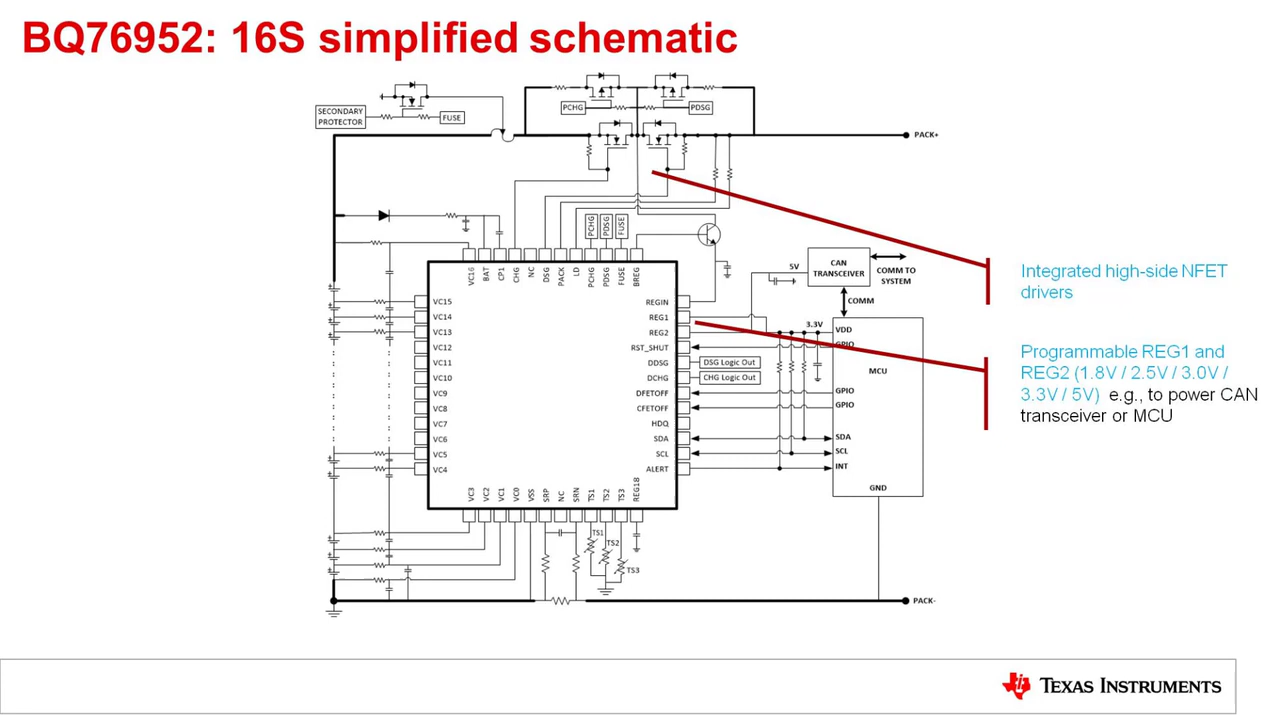 BQ76952: 16S simplified schematic
SECONDARY
PROTECTOR
FUSE
PCHG
PDSG
PACK+
PCHG
PDSG
FUSE
VC16
BAT
CP1
CHG
NC
DSG
PACK
LD
PCHG
PDSG
FUSE
BREG
VC15
VC14
VC13
VC12
VC11
VC10
VC9
VC8
VC7
VC6
VC5
VC4
REGIN
REG1
REG2
RST_SHUT
DDSG
DCHG
DFETOFF
CFETOFF
HDQ
SDA
SCL
ALERT
VC3
VC2
VC1
VC0
VSS
SRP
NC
SRN
TS1
TS2
TS3
REG18
DSG Logic Out
CHG Logic Out
TS1
TS2
TS3
5V
CAN
TRANSCEIVER
COMM TO
SYSTEM
COMM
3.3V
VDD
GPIO
MCU
GPIO
GPIO
SDA
SCL
INT
GND
PACK-
Integrated high-side NFET
drivers
Programmable REG1 and
REG2 (1.8V / 2.5V / 3.0V /
3.3V / 5V) e.g., to power CAN
transceiver or MCU
TEXAS INSTRUMENTS